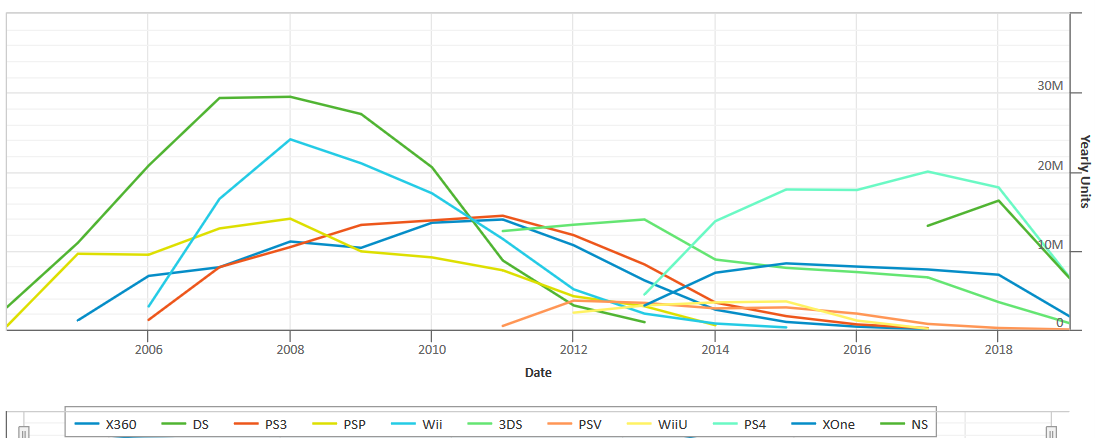 30M
20M
10M
0
Yearly Units
2006 2008 2010 2012 2014 2016 2018
Date
X360 DS PS3 PSP Wii 3DS PSV WiiU PS4 XOne NS